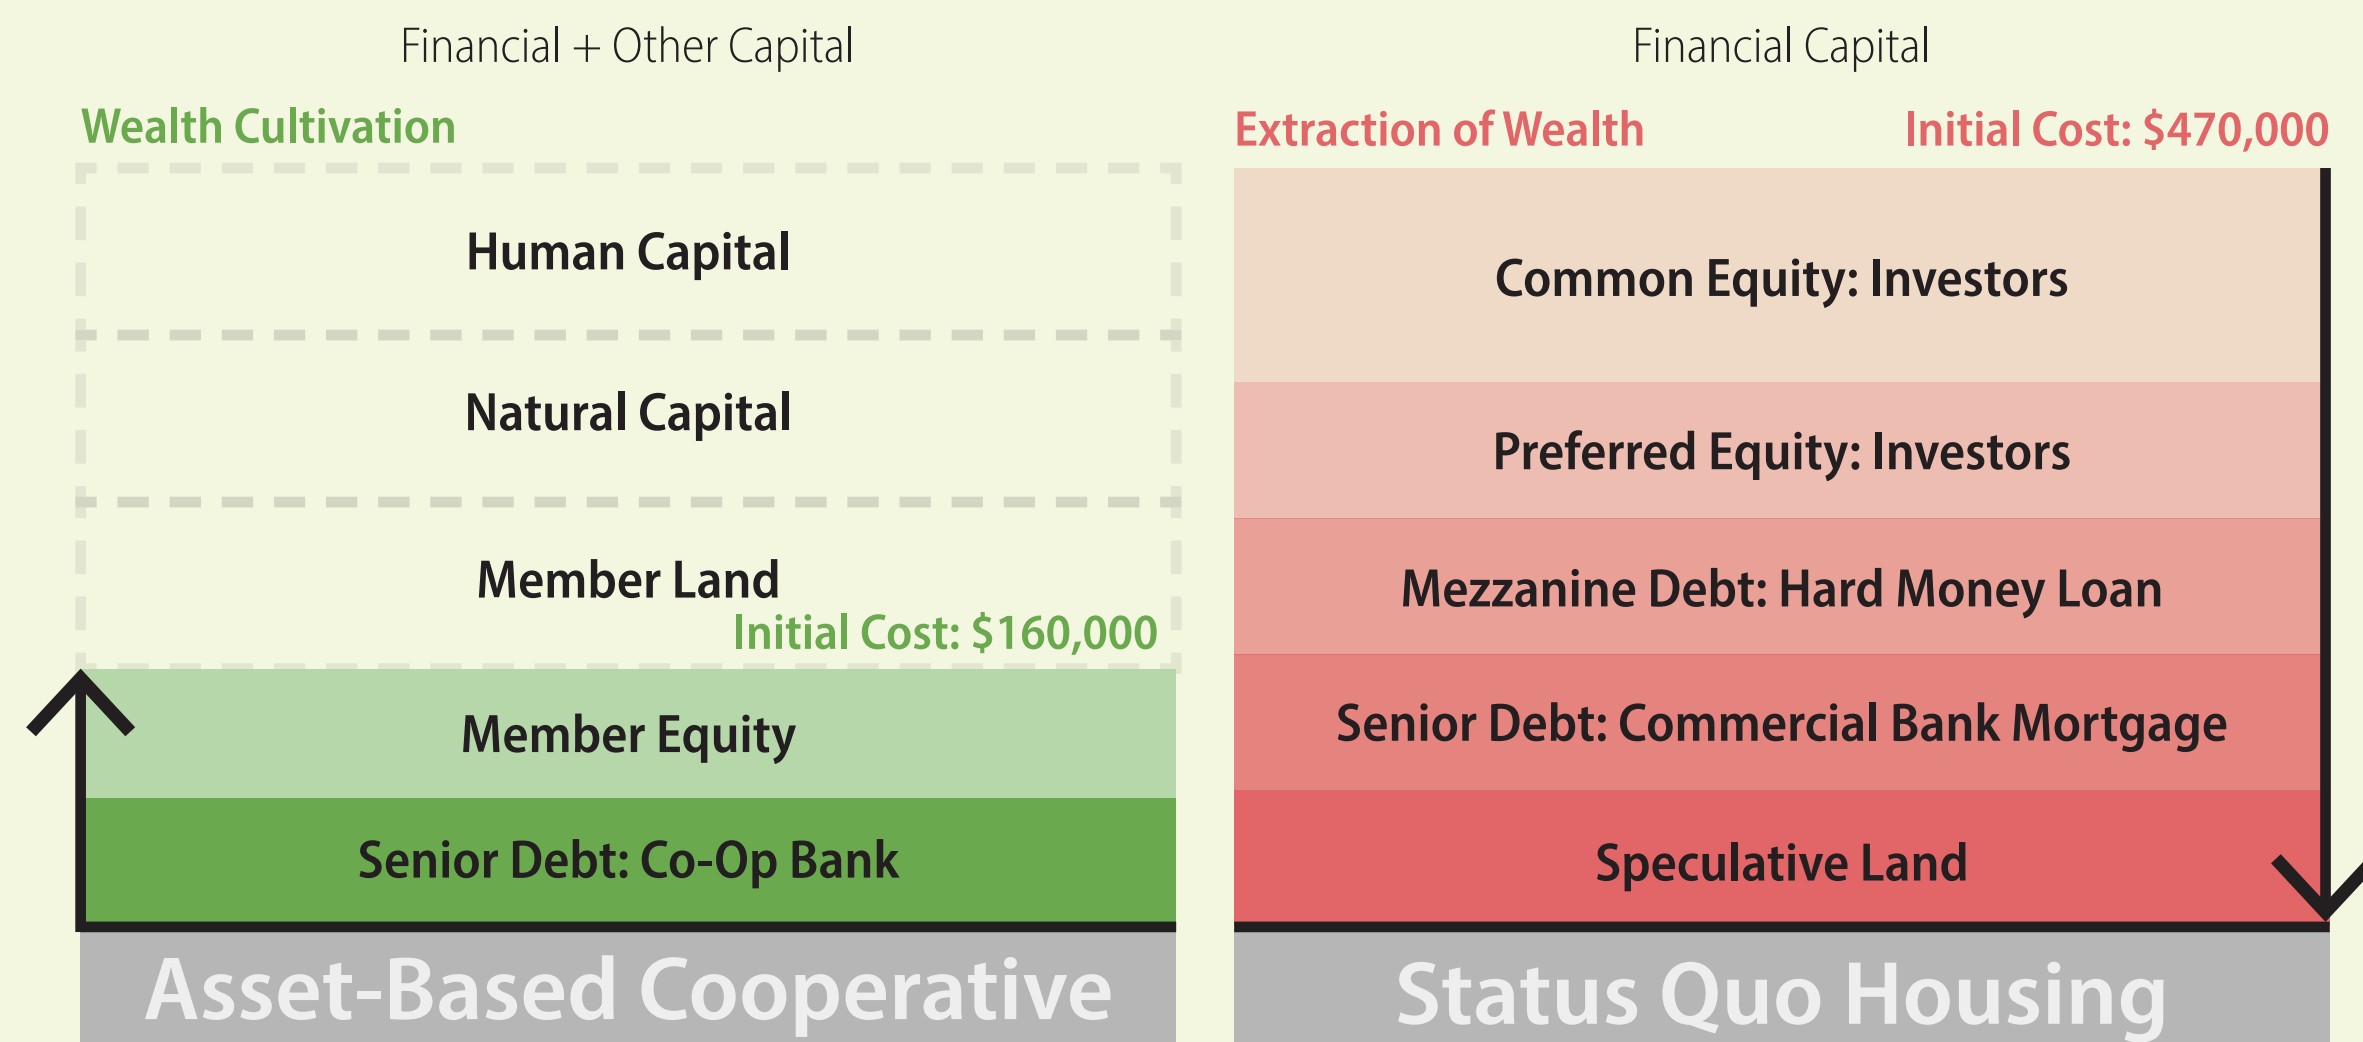 Financial + Other Capital
Wealth Cultivation
Human Capital
Natural Capital
Member Land
Initial Cost: $160,000
Member Equity
Senior Debt: Co-Op Bank
Asset-Based Cooperative
Financial Capital
Extraction of Wealth
Initial Cost: $470,000
Common Equity: Investors
Preferred Equity: Investors
Mezzanine Debt: Hard Money Loan
Senior Debt: Commercial Bank Mortgage
Speculative Land
Status Quo Housing